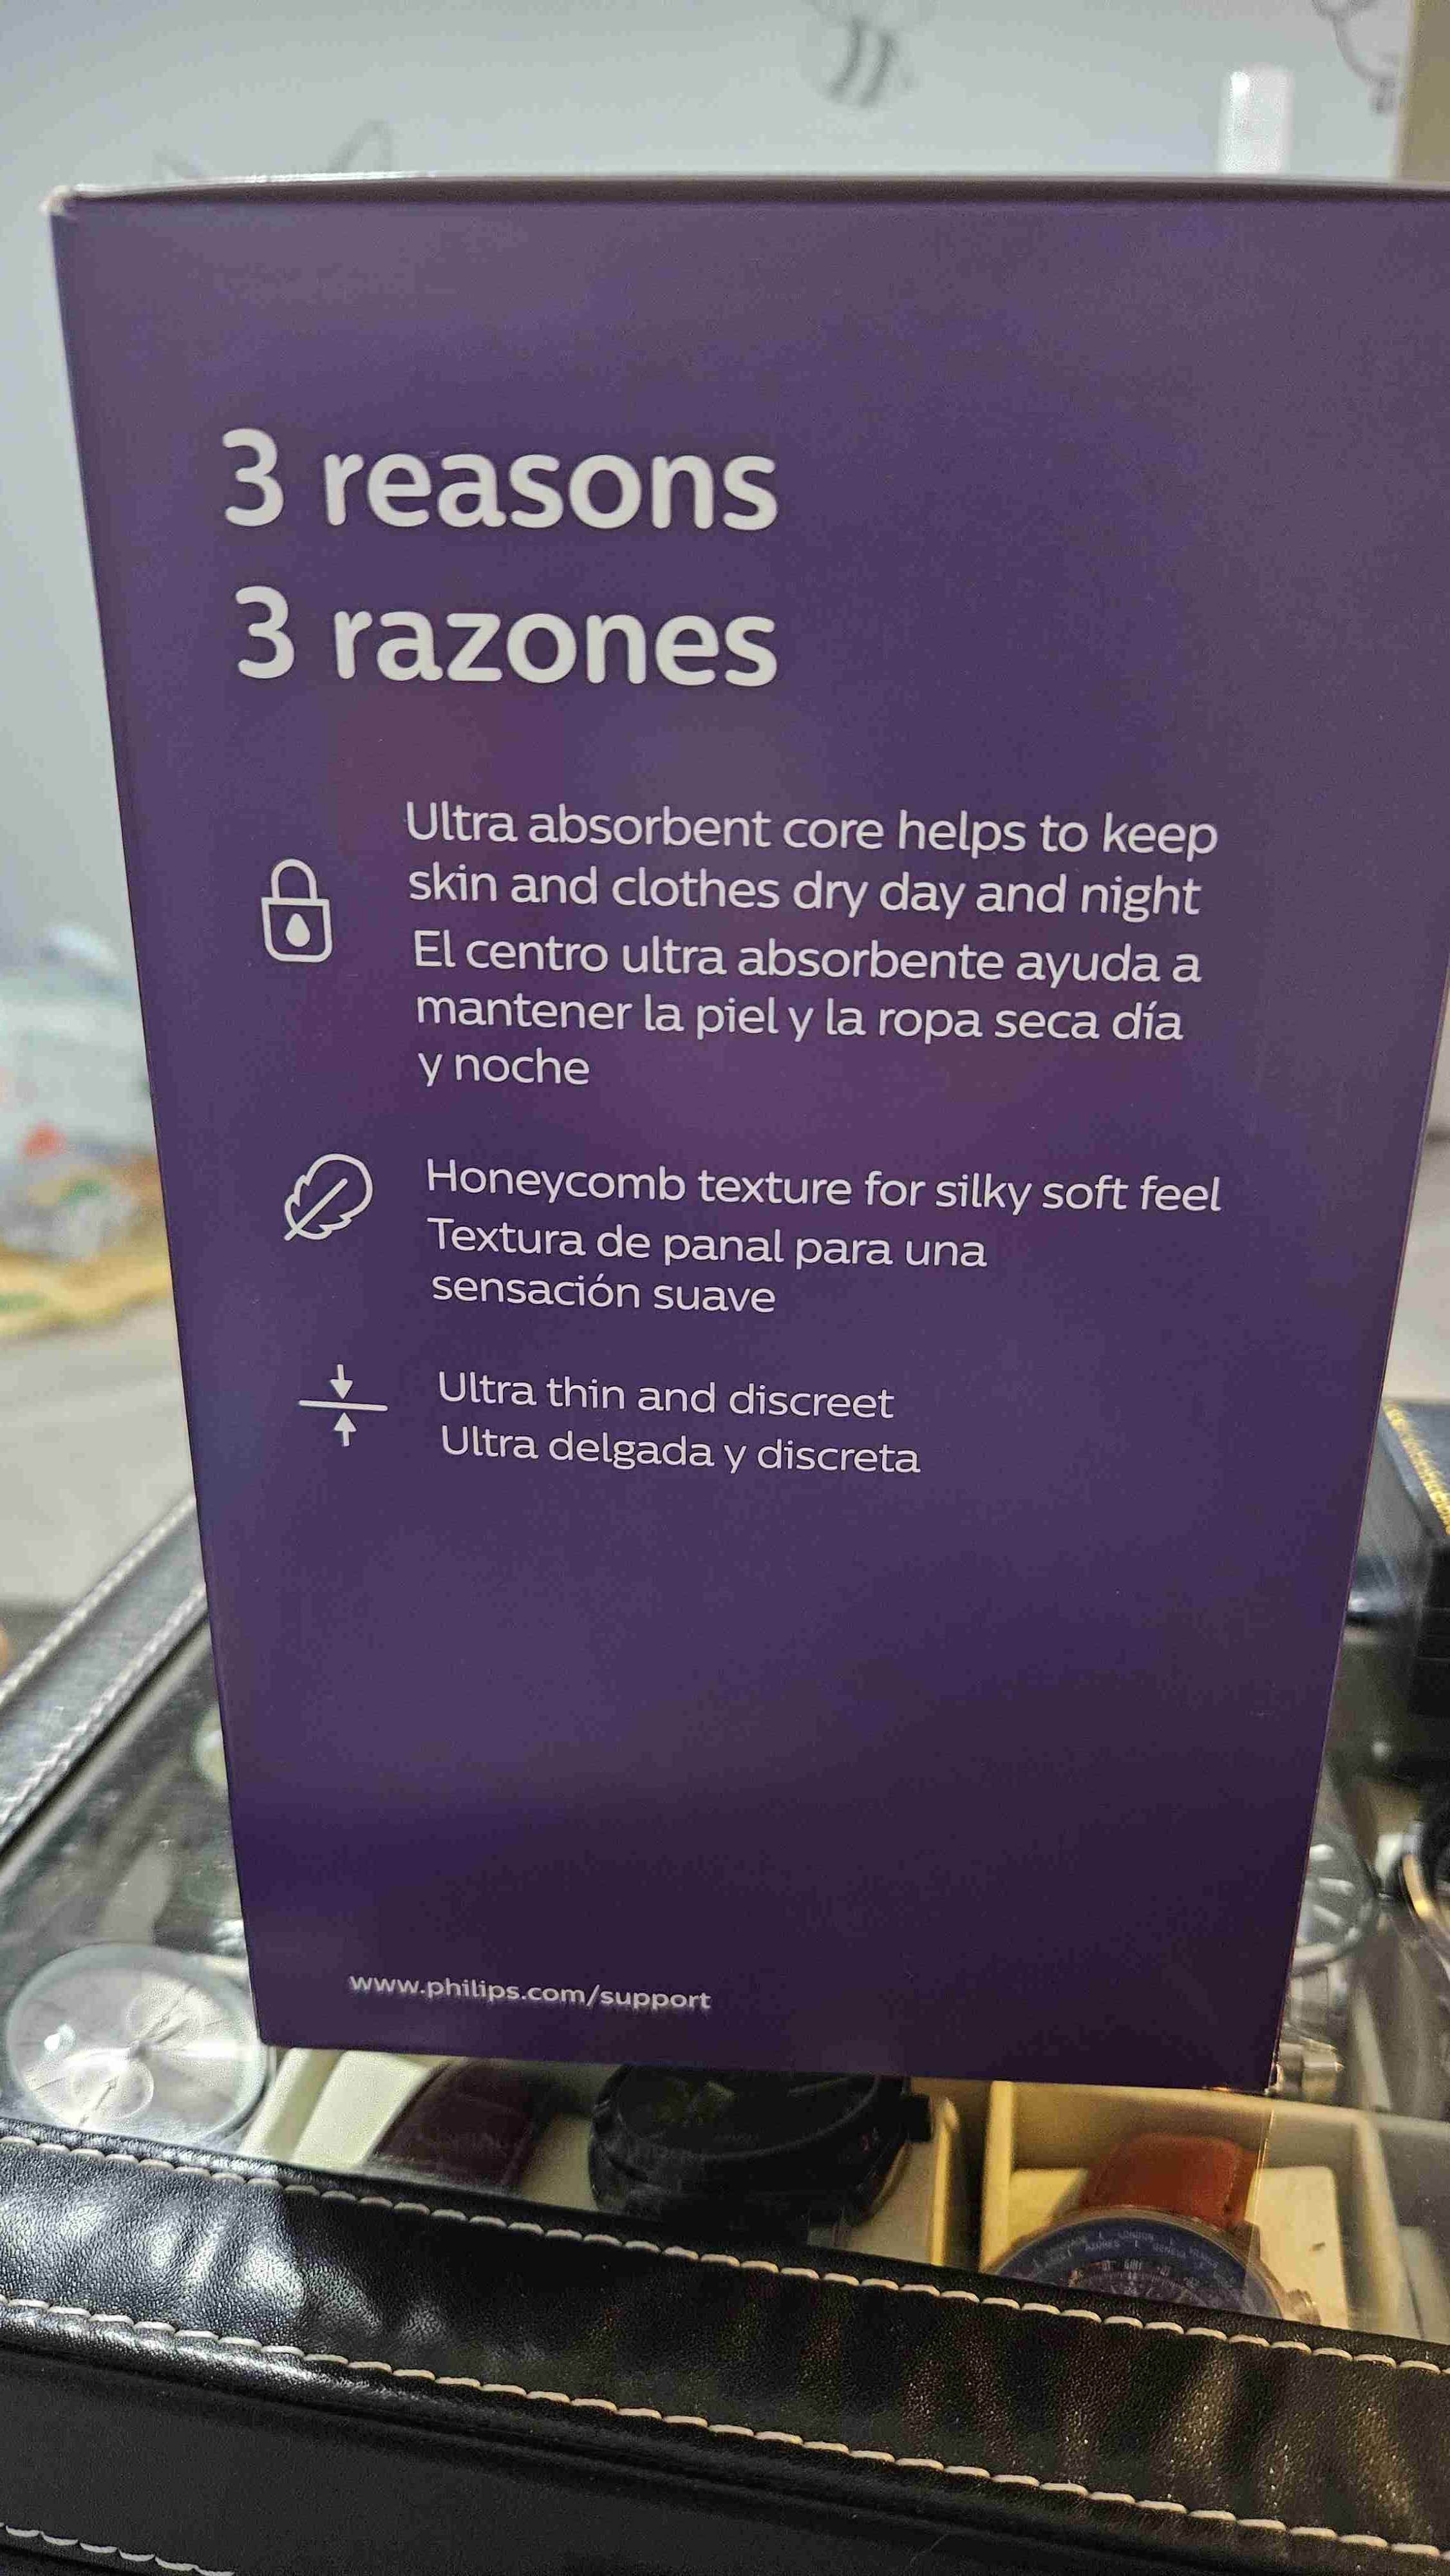 3 reasons
3 razones
Ultra absorbent core helps to keep
skin and clothes dry day and night
El centro ultra absorbente ayuda a
mantener la piel y la ropa seca día
y noche
Honeycomb texture for silky soft feel
Textura de panal para una
sensación suave
Ultra thin and discreet
Ultra delgada y discreta
www.philips.com/support